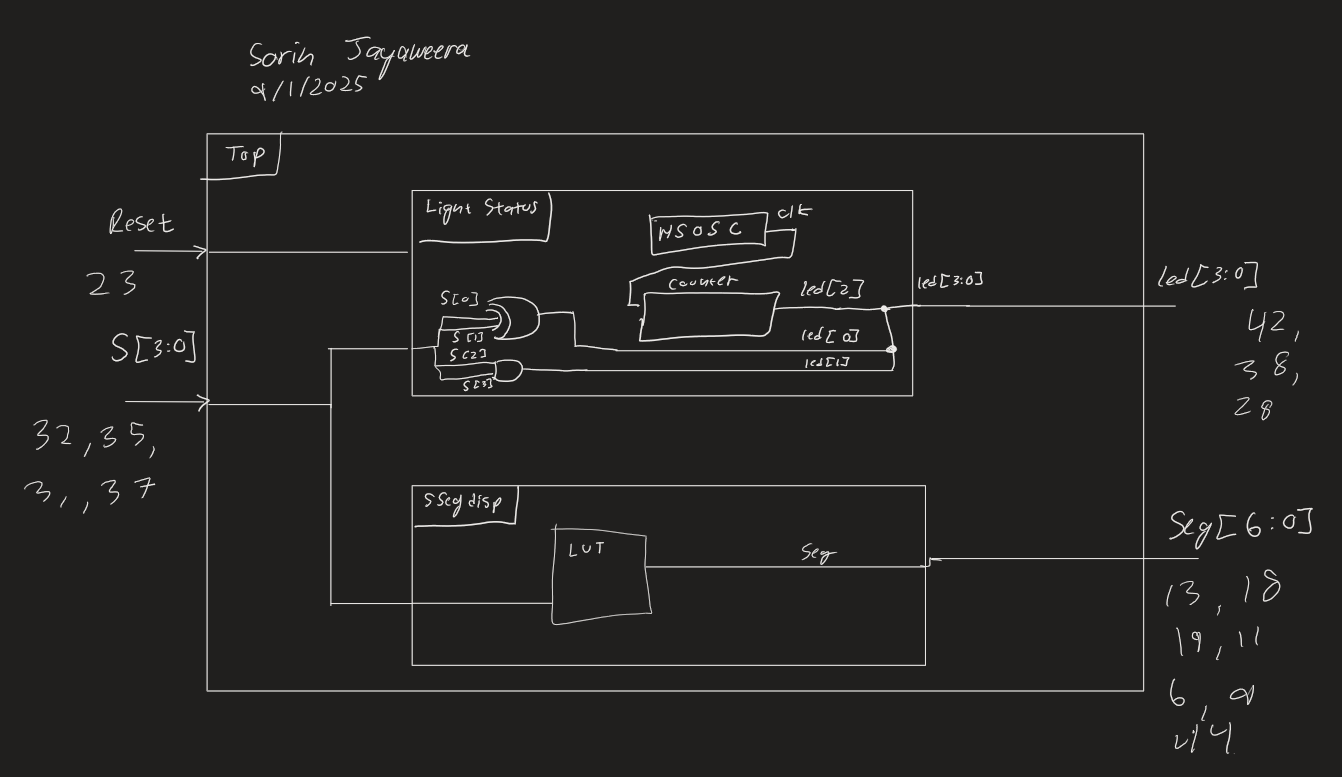 Sorin Jayaweera
9/1/2025
Top
Reset
23
S[3:0]
32, 35,
31, 37
Light Status
HSOSC
clk
counter
S[0]
S[1]
S[2]
S[3]
led[2]
led[0]
led[1]
led[3:0]
led[3:0]
42,
38,
28
SSeg disp
LUT
Seg
Seg[6:0]
13, 18
19, 11
6, 9